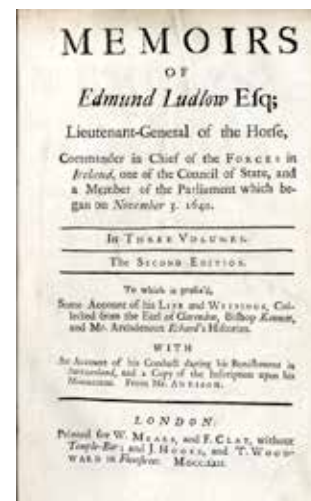 MEMOIRS
OF
Edmund Ludlow Esq;
Lieutenant-General of the Horse,
Commander in Chief of the FORCES in
Ireland, one of the Council of State, and
a Member of the Parliament which be-
gan on November 3. 1640.
In THREE VOLUMES.
The SECOND EDITION.
To which is prefix'd,
Some Account of his LIFE and WRITINGS, Col-
lected from the Earl of Clarendon, Bishop Kennet,
and Mr. Archdeacon Echard's Histories.
WITH
An Account of his Conduct during his Banishment in
Switzerland, and a Copy of the Inscription upon his
Monument. From Mr. ADDISON.
LONDON:
Printed for W. MEARS, and F. CLAY, without
Temple-Bar; and J. HOOKE, and T. WOOD-
WARD in Fleetstreet.